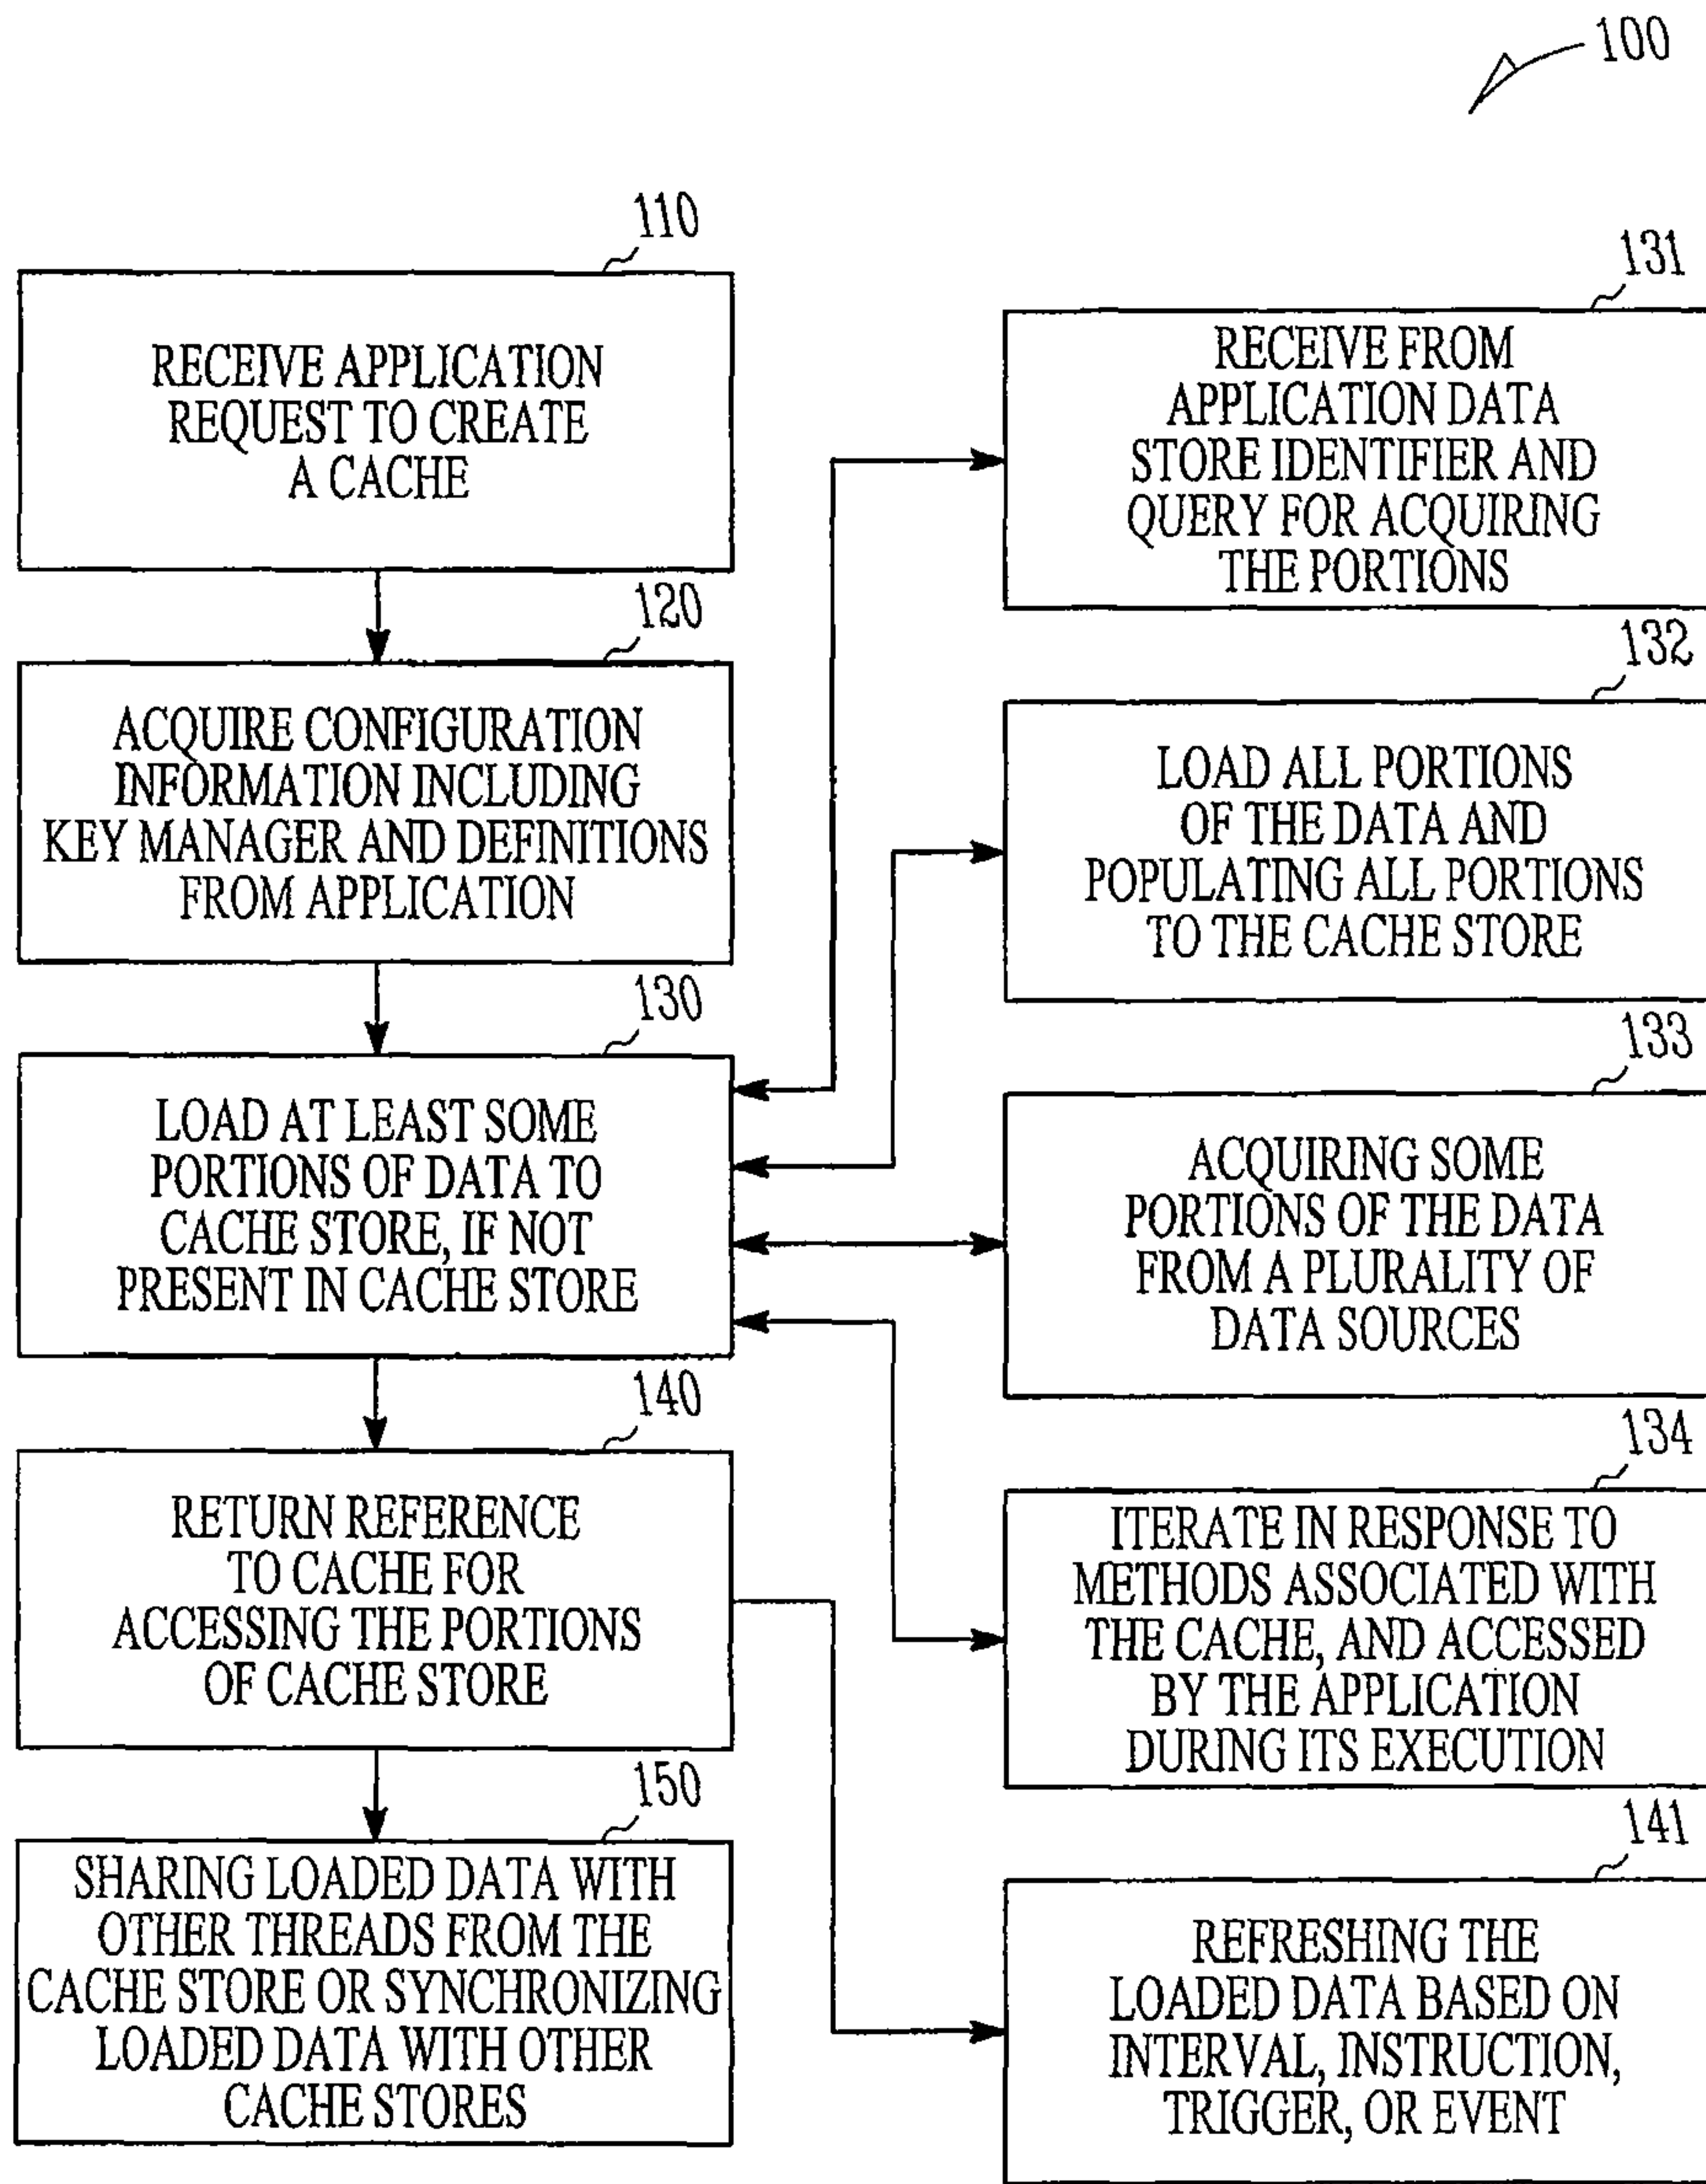 100
110
RECEIVE APPLICATION
REQUEST TO CREATE
A CACHE
120
ACQUIRE CONFIGURATION
INFORMATION INCLUDING
KEY MANAGER AND DEFINITIONS
FROM APPLICATION
130
LOAD AT LEAST SOME
PORTIONS OF DATA TO
CACHE STORE, IF NOT
PRESENT IN CACHE STORE
140
RETURN REFERENCE
TO CACHE FOR
ACCESSING THE PORTIONS
OF CACHE STORE
150
SHARING LOADED DATA WITH
OTHER THREADS FROM THE
CACHE STORE OR SYNCHRONIZING
LOADED DATA WITH OTHER
CACHE STORES
131
RECEIVE FROM
APPLICATION DATA
STORE IDENTIFIER AND
QUERY FOR ACQUIRING
THE PORTIONS
132
LOAD ALL PORTIONS
OF THE DATA AND
POPULATING ALL PORTIONS
TO THE CACHE STORE
133
ACQUIRING SOME
PORTIONS OF THE DATA
FROM A PLURALITY OF
DATA SOURCES
134
ITERATE IN RESPONSE TO
METHODS ASSOCIATED WITH
THE CACHE, AND ACCESSED
BY THE APPLICATION
DURING ITS EXECUTION
141
REFRESHING THE
LOADED DATA BASED ON
INTERVAL, INSTRUCTION,
TRIGGER, OR EVENT